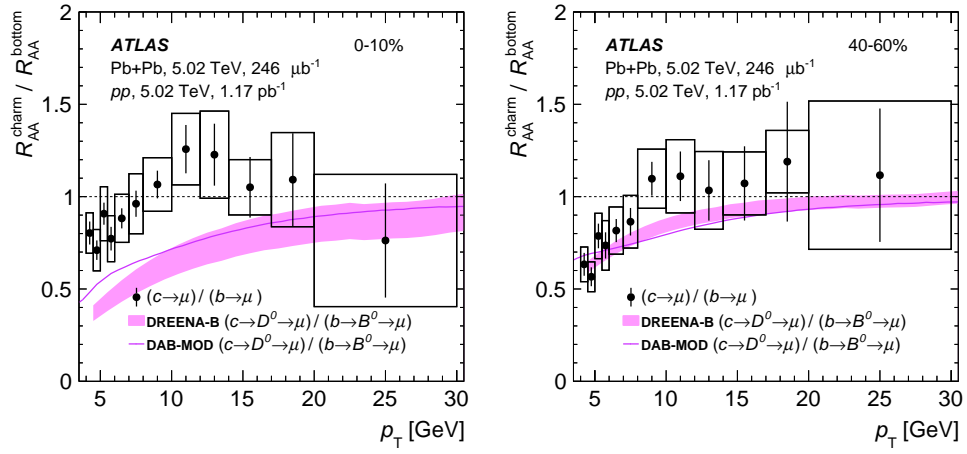 2
1.5
1
0.5
0
R_AA^charm / R_AA^bottom
ATLAS 0-10%
Pb+Pb, 5.02 TeV, 246 μb⁻¹
pp, 5.02 TeV, 1.17 pb⁻¹
(c→μ) / (b→μ)
DREENA-B (c→D⁰→μ) / (b→B⁰→μ)
DAB-MOD (c→D⁰→μ) / (b→B⁰→μ)
5 10 15 20 25 30
p_T [GeV]
2
1.5
1
0.5
0
R_AA^charm / R_AA^bottom
ATLAS 40-60%
Pb+Pb, 5.02 TeV, 246 μb⁻¹
pp, 5.02 TeV, 1.17 pb⁻¹
(c→μ) / (b→μ)
DREENA-B (c→D⁰→μ) / (b→B⁰→μ)
DAB-MOD (c→D⁰→μ) / (b→B⁰→μ)
5 10 15 20 25 30
p_T [GeV]